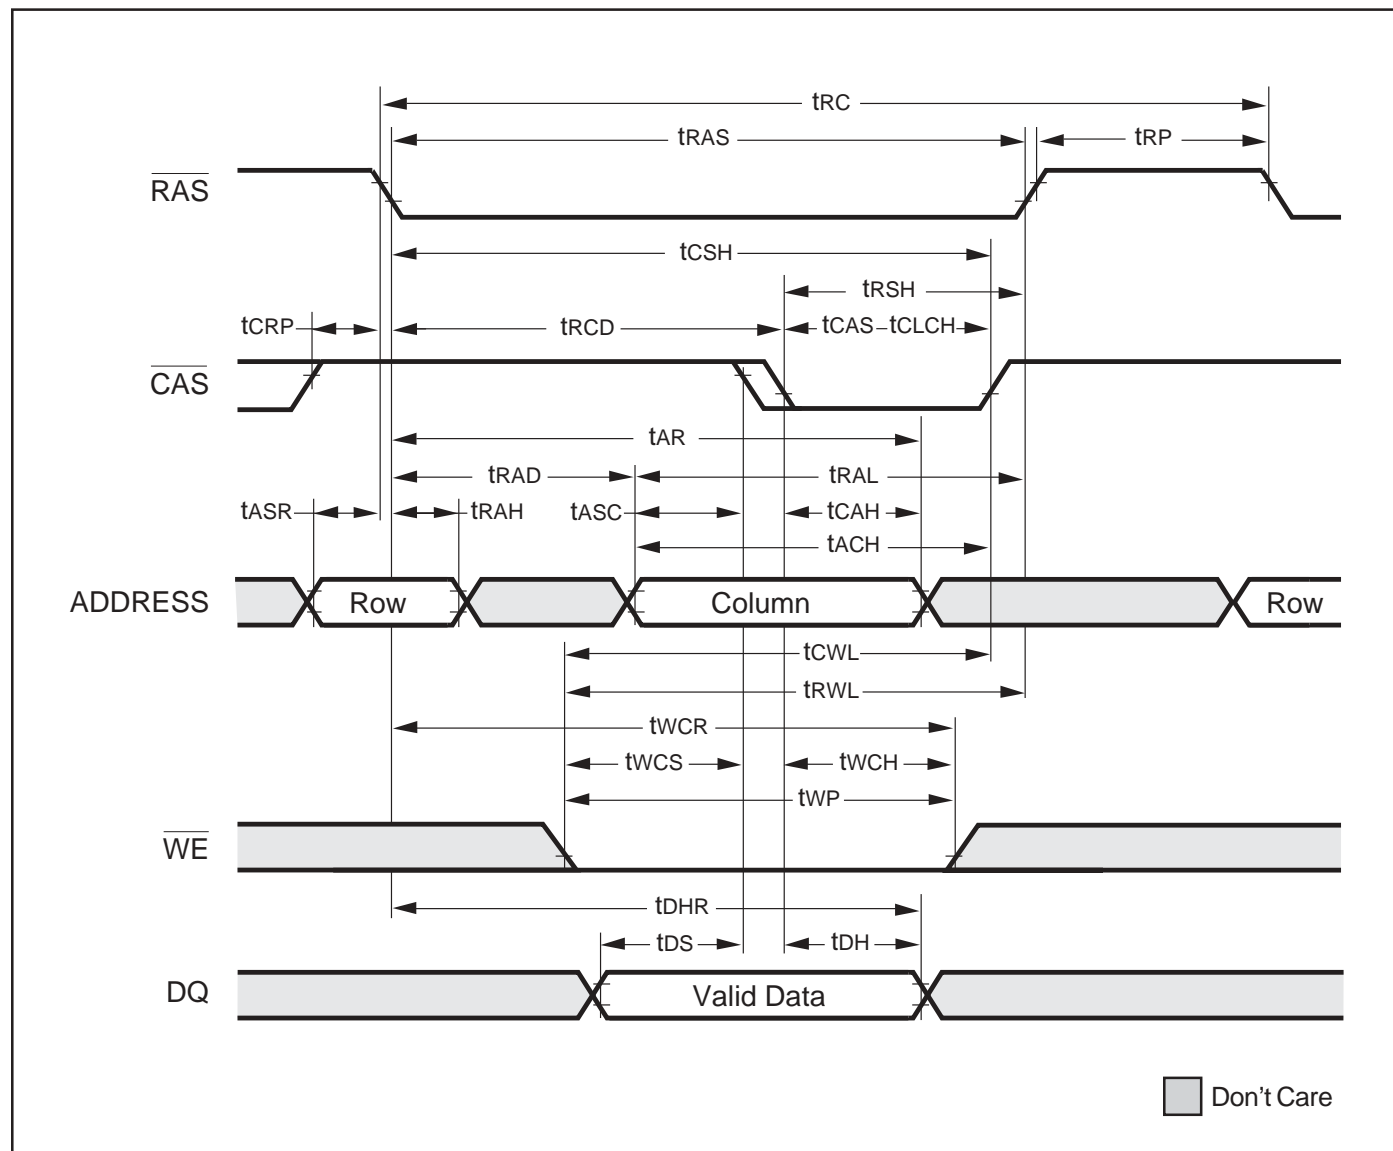 tRC
tRAS
tRP
RAS
tCSH
tRSH
tCRP
tRCD
tCAS tCLCH
CAS
tAR
tRAD
tRAL
tASR
tRAH
tASC
tCAH
tACH
ADDRESS
Row
Column
Row
tCWL
tRWL
tWCR
tWCS
tWCH
tWP
WE
tDHR
tDS
tDH
DQ
Valid Data
Don't Care